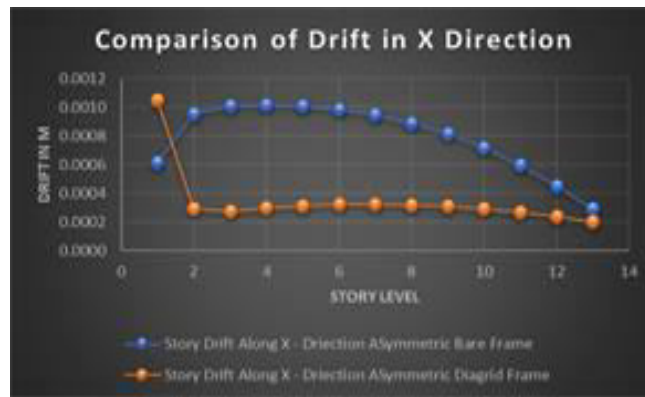 Comparison of Drift in X Direction
0.0012
0.0010
0.0008
0.0006
0.0004
0.0002
0.0000
DRIFT IN M
0 2 4 6 8 10 12 14
STORY LEVEL
Story Drift Along X - Driection ASymmetric Bare Frame
Story Drift Along X - Driection ASymmetric Diagrid Frame